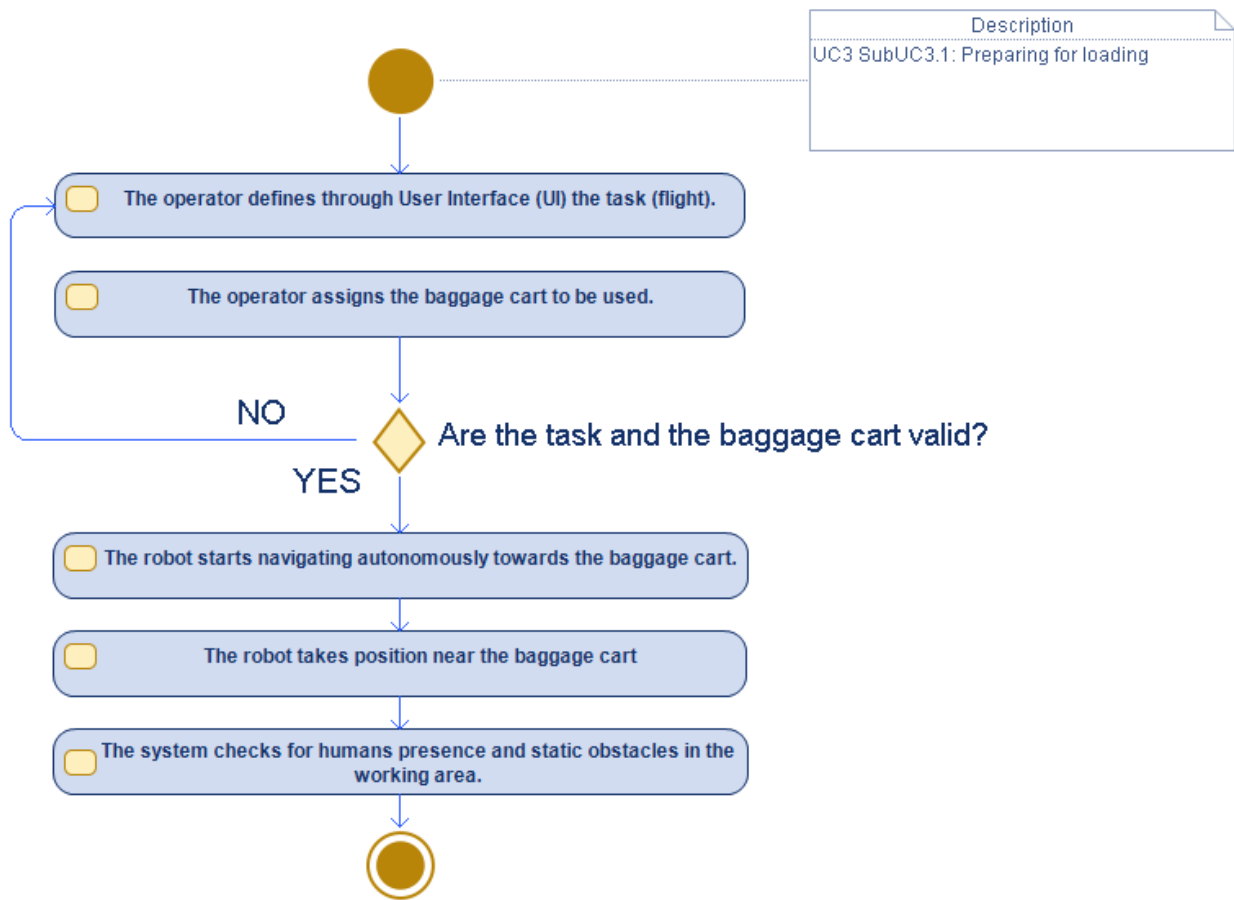 Description
UC3 SubUC3.1: Preparing for loading
The operator defines through User Interface (UI) the task (flight).
The operator assigns the baggage cart to be used.
NO
Are the task and the baggage cart valid?
YES
The robot starts navigating autonomously towards the baggage cart.
The robot takes position near the baggage cart
The system checks for humans presence and static obstacles in the
working area.